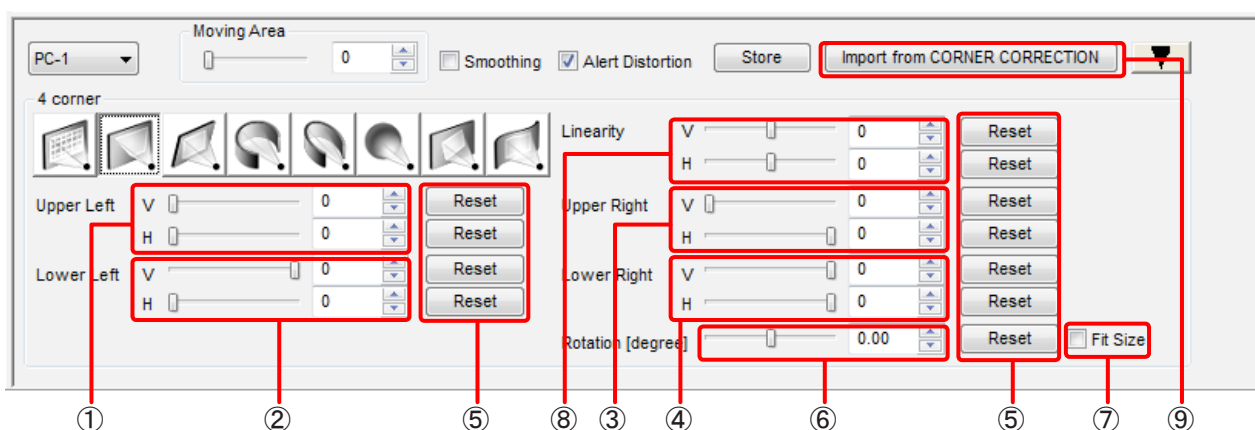 Moving Area
PC-1 0 Smoothing Alert Distortion Store Import from CORNER CORRECTION
4 corner
Linearity V 0 Reset
H 0 Reset
Upper Left V 0 Reset Upper Right V 0 Reset
H 0 Reset H 0 Reset
Lower Left V 0 Reset Lower Right V 0 Reset
H 0 Reset H 0 Reset
Rotation [degree] 0.00 Reset Fit Size
① ② ⑤ ⑧ ③ ④ ⑥ ⑤ ⑦ ⑨